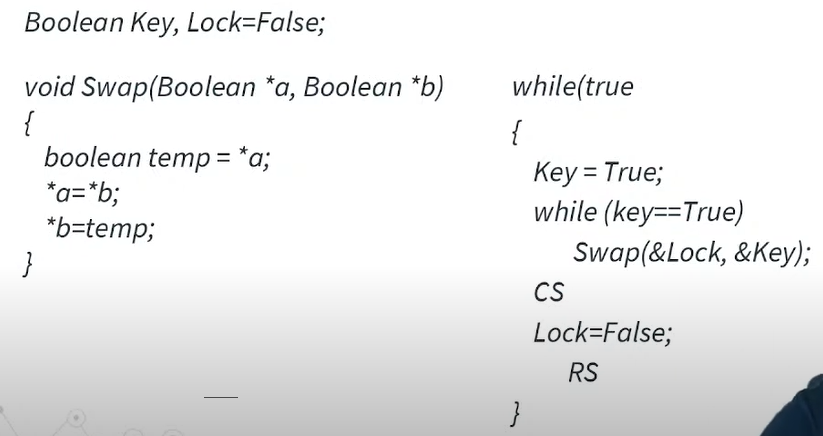 Boolean Key, Lock=False;
void Swap(Boolean *a, Boolean *b)
{
boolean temp = *a;
*a=*b;
*b=temp;
}
while(true
{
Key = True;
while (key==True)
Swap(&Lock, &Key);
CS
Lock=False;
RS
}